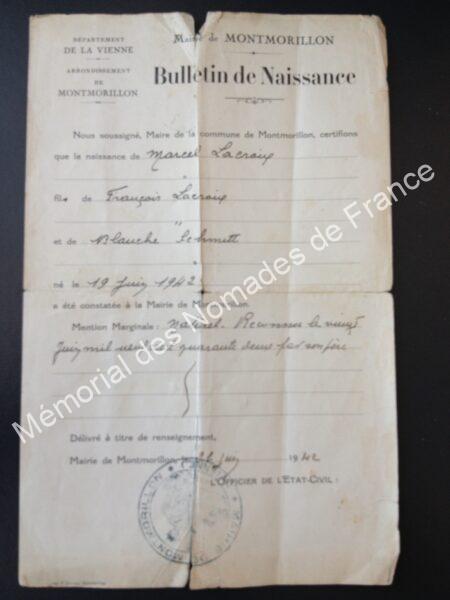 DÉPARTEMENT
DE LA VIENNE
ARRONDISSEMENT
DE
MONTMORILLON
Mairie de MONTMORILLON
Bulletin de Naissance
Nous soussigné, Maire de la commune de Montmorillon, certifions
que la naissance de Marcel Lacroix
fils de François Lacroix
et de Blanche Schmitt
né le 19 Juin 1942
a été constatée à la Mairie de Montmorillon.
Mention Marginale : naturel. Reconnu le vingt
Juin mil neuf cent quarante deux par son père
Délivré à titre de renseignement.
Mairie de Montmorillon, le Juin 1942
L'OFFICIER DE L'ÉTAT-CIVIL :
MONTMORILLON
Mémorial des Nomades de France